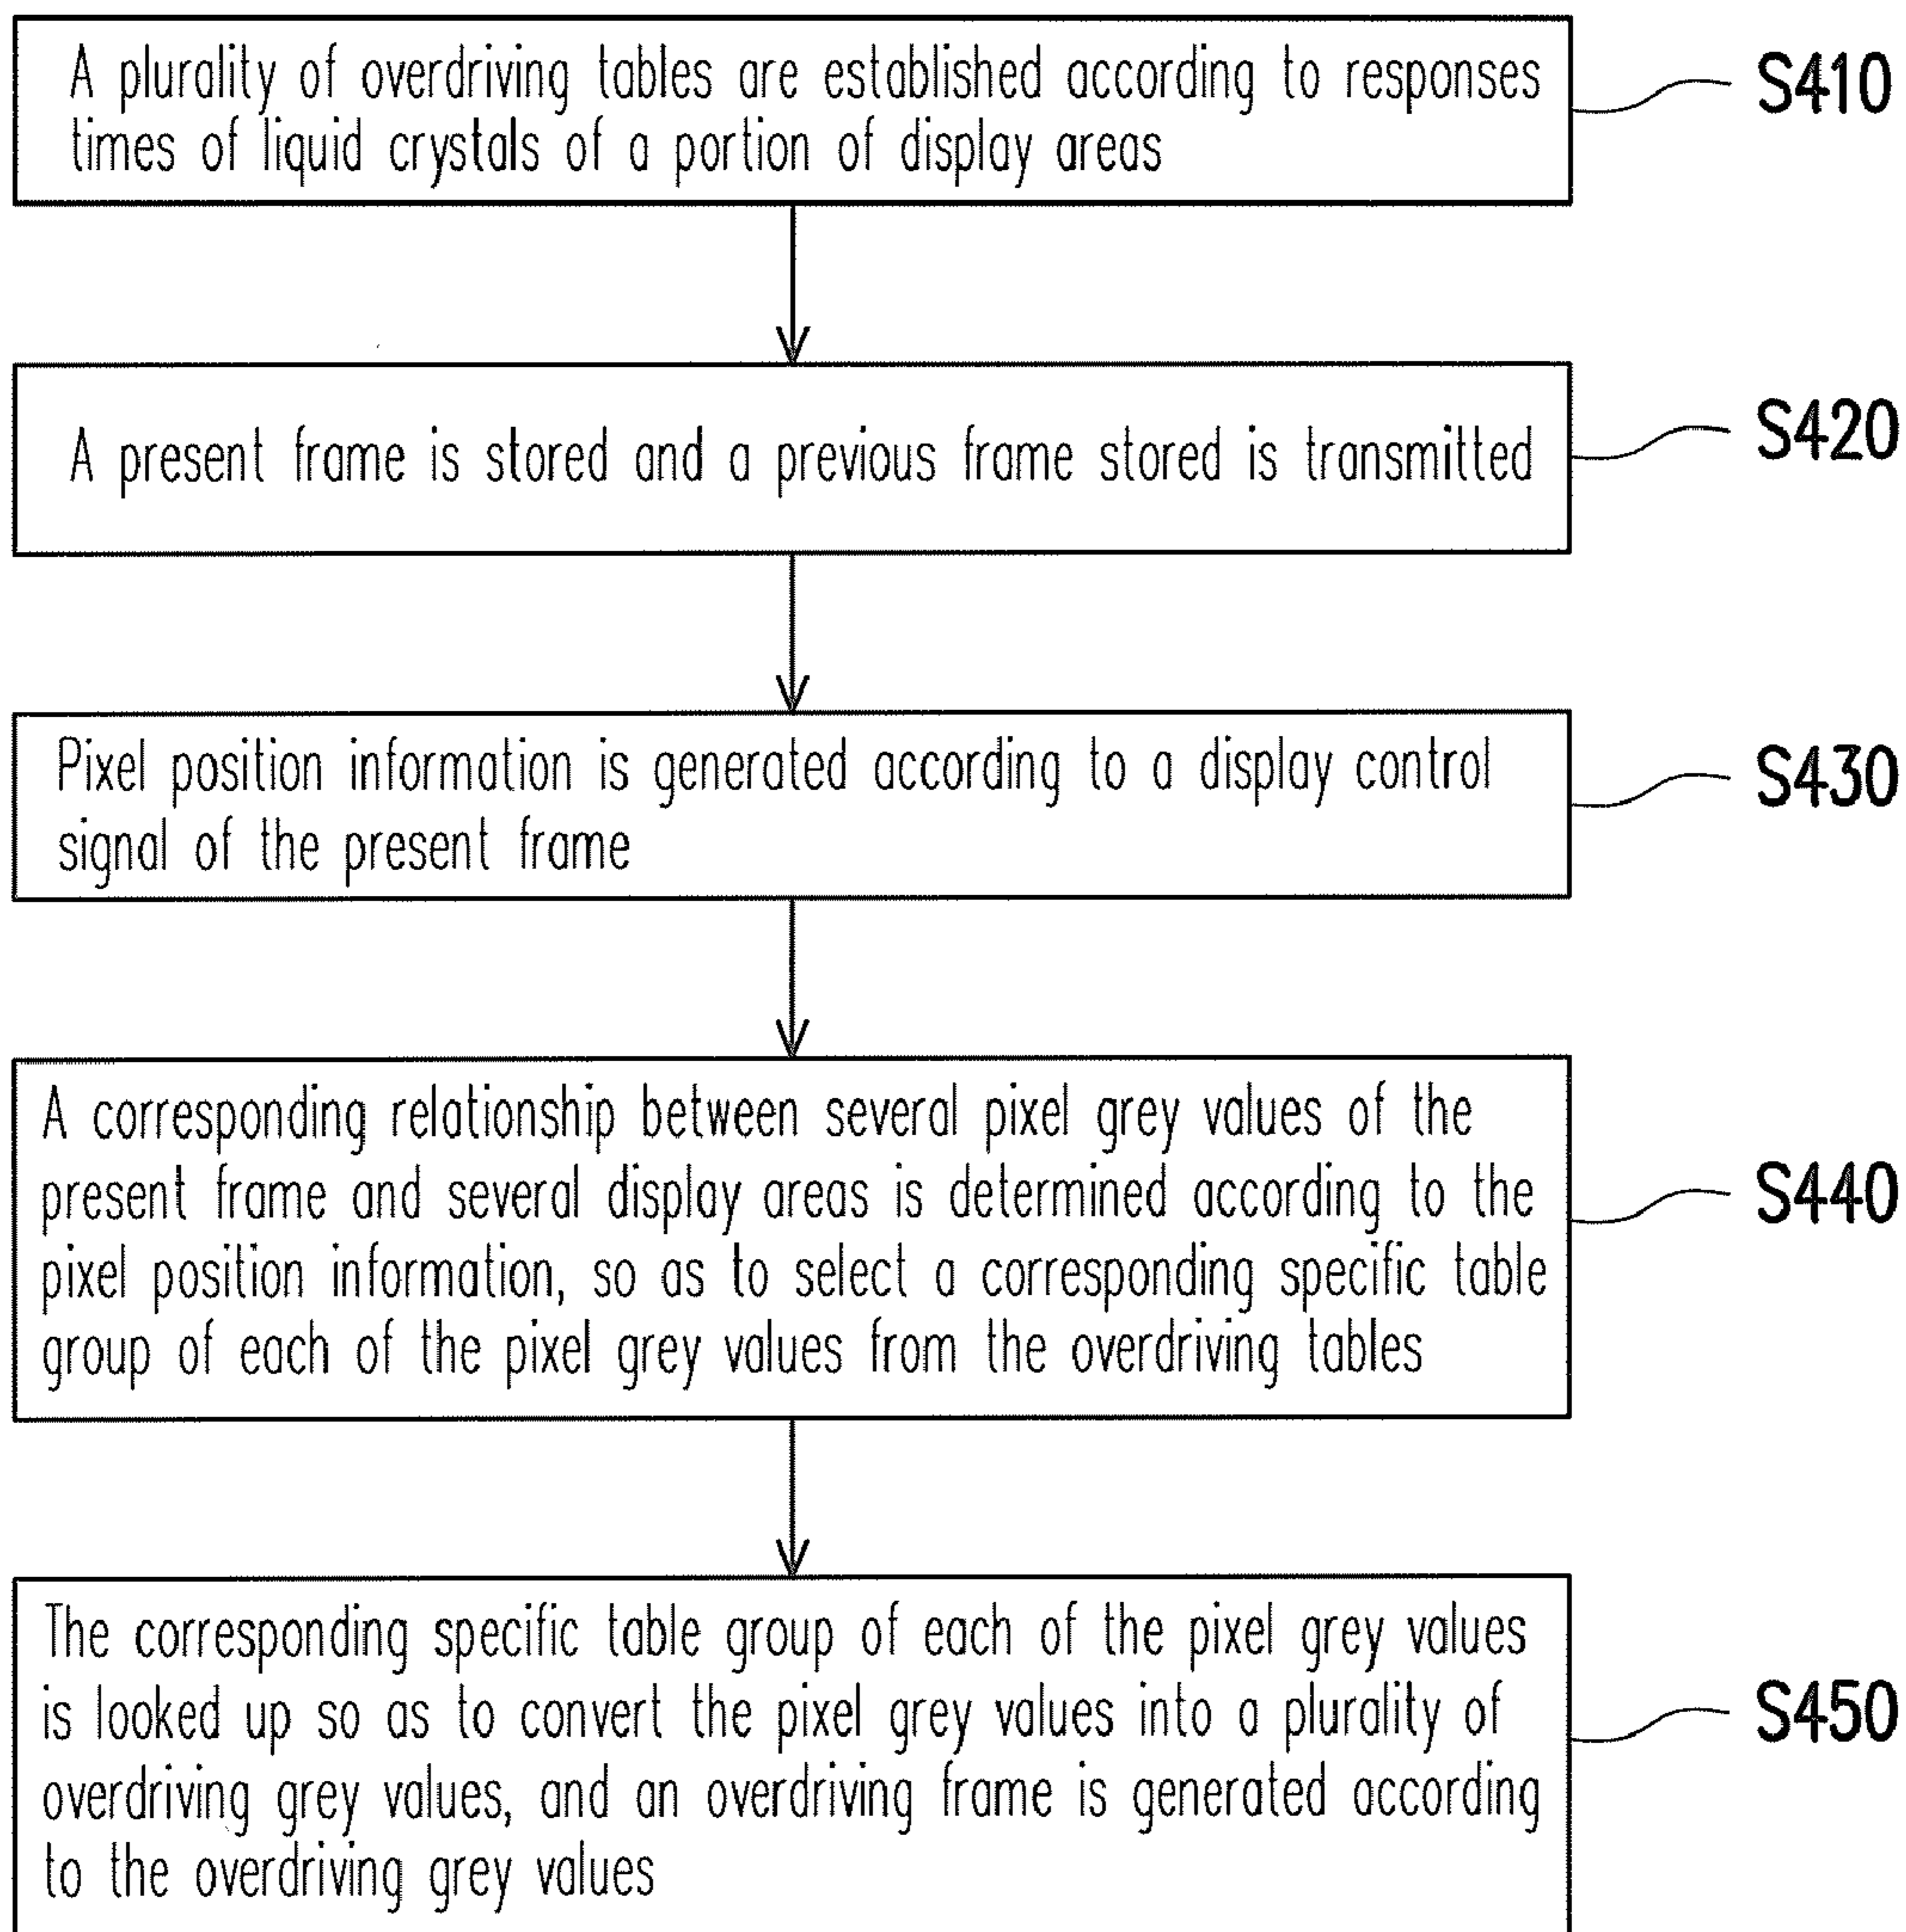 A plurality of overdriving tables are established according to responses
times of liquid crystals of a portion of display areas
S410
A present frame is stored and a previous frame stored is transmitted
S420
Pixel position information is generated according to a display control
signal of the present frame
S430
A corresponding relationship between several pixel grey values of the
present frame and several display areas is determined according to the
pixel position information, so as to select a corresponding specific table
group of each of the pixel grey values from the overdriving tables
S440
The corresponding specific table group of each of the pixel grey values
is looked up so as to convert the pixel grey values into a plurality of
overdriving grey values, and an overdriving frame is generated according
to the overdriving grey values
S450